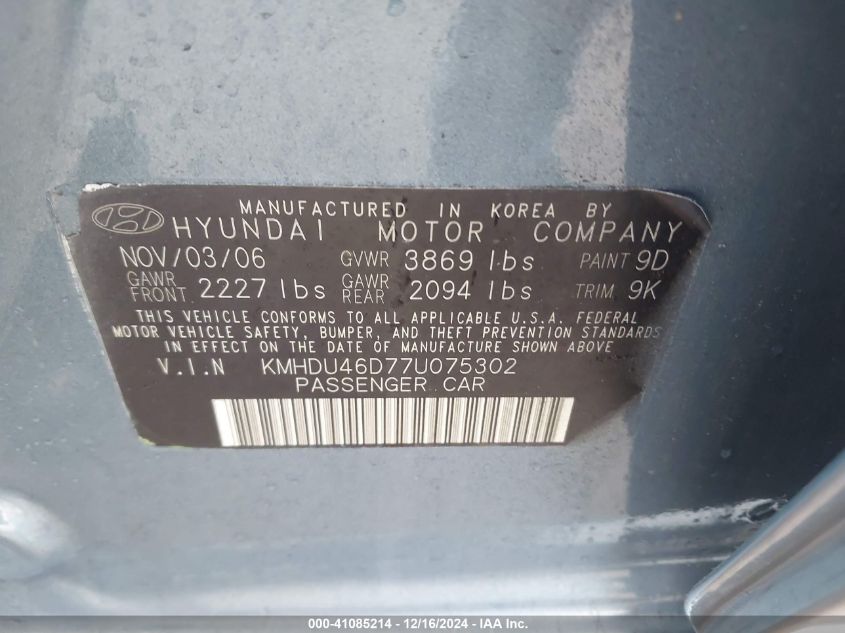 MANUFACTURED IN KOREA BY
HYUNDAI MOTOR COMPANY
NOV/03/06 GVWR 3869 lbs PAINT 9D
GAWR FRONT 2227 lbs GAWR REAR 2094 lbs TRIM 9K
THIS VEHICLE CONFORMS TO ALL APPLICABLE U.S.A. FEDERAL
MOTOR VEHICLE SAFETY, BUMPER, AND THEFT PREVENTION STANDARDS
IN EFFECT ON THE DATE OF MANUFACTURE SHOWN ABOVE
V.I.N KMHDU46D77U075302
PASSENGER CAR
000-41085214 - 12/16/2024 - IAA Inc.